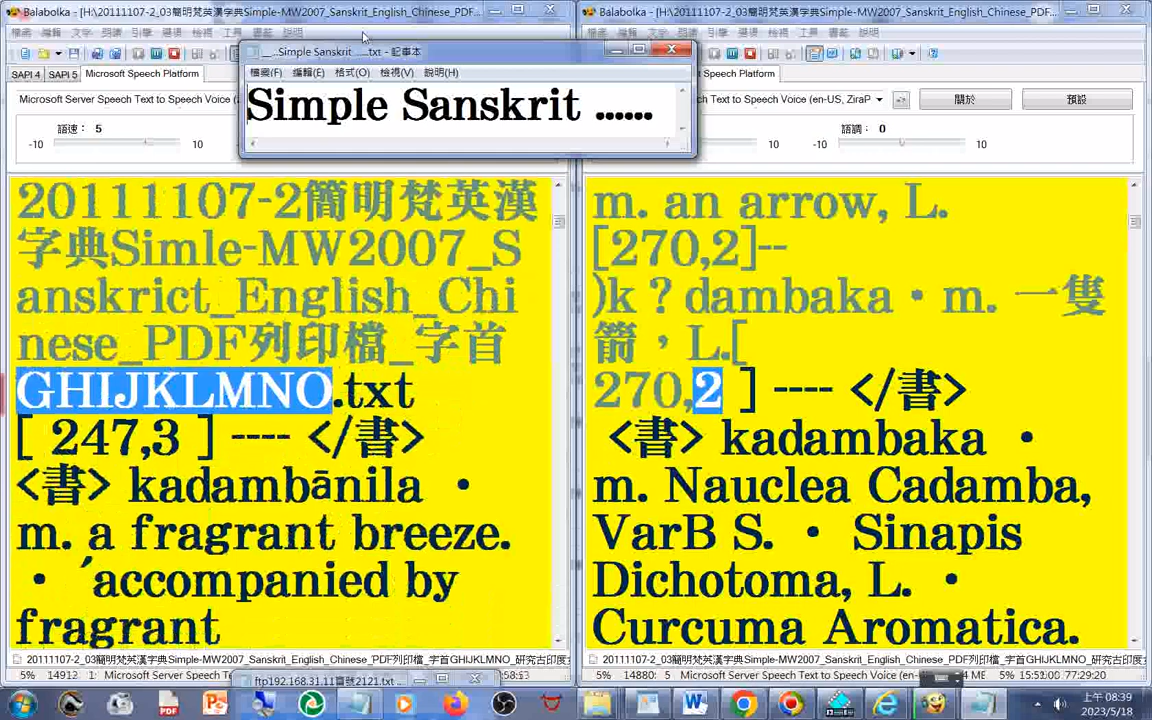 Balabolka - [H:\20111107-2_03簡明梵英漢字典Simple-MW2007_Sanskrit_English_Chinese_PDF...
Balabolka - [H:\20111107-2_03簡明梵英漢字典Simple-MW2007_Sanskrit_English_Chinese_PDF...
__...Simple Sanskrit ......txt - 記事本
檔案(F) 編輯(E) 格式(O) 檢視(V) 說明(H)
Simple Sanskrit ......
SAPI 4 SAPI 5 Microsoft Speech Platform
Speech Platform
Microsoft Server Speech Text to Speech Voice
Text to Speech Voice (en-US, ZiraP
關於
預設
語速： 5
-10
10
10
語調： 0
-10
10
20111107-2簡明梵英漢
字典Simle-MW2007_S
anskrict_English_Chi
nese_PDF列印檔_字首
GHIJKLMNO.txt
[ 247,3 ] ---- </書>
<書> kadambānila •
m. a fragrant breeze.
• ´accompanied by
fragrant
m. an arrow, L.
[270,2]--
)k ? dambaka • m. 一隻
箭，L.[
270,2 ] ---- </書>
<書> kadambaka •
m. Nauclea Cadamba,
VarB S. • Sinapis
Dichotoma, L. •
Curcuma Aromatica.
20111107-2_03簡明梵英漢字典Simple-MW2007_Sanskrit_English_Chinese_PDF列印檔_字首GHIJKLMNO_研究古印度
20111107-2_03簡明梵英漢字典Simple-MW2007_Sanskrit_English_Chinese_PDF列印檔_字首GHIJKLMNO_研究古印度
5% 14912
5% 14880
ftp192.168.31.11
上午 08:39
2023/5/18